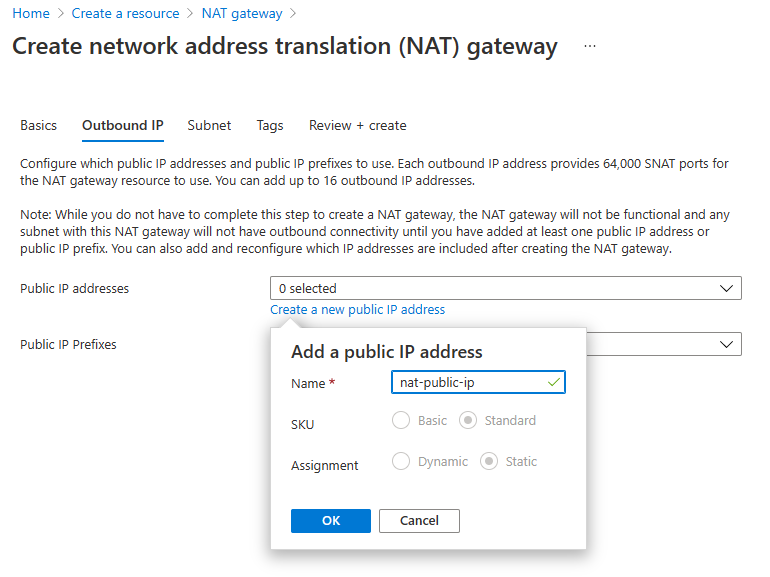 Home > Create a resource > NAT gateway >
Create network address translation (NAT) gateway ...
Basics Outbound IP Subnet Tags Review + create
Configure which public IP addresses and public IP prefixes to use. Each outbound IP address provides 64,000 SNAT ports for
the NAT gateway resource to use. You can add up to 16 outbound IP addresses.
Note: While you do not have to complete this step to create a NAT gateway, the NAT gateway will not be functional and any
subnet with this NAT gateway will not have outbound connectivity until you have added at least one public IP address or
public IP prefix. You can also add and reconfigure which IP addresses are included after creating the NAT gateway.
Public IP addresses 0 selected
Create a new public IP address
Public IP Prefixes
Add a public IP address
Name * nat-public-ip
SKU Basic Standard
Assignment Dynamic Static
OK Cancel